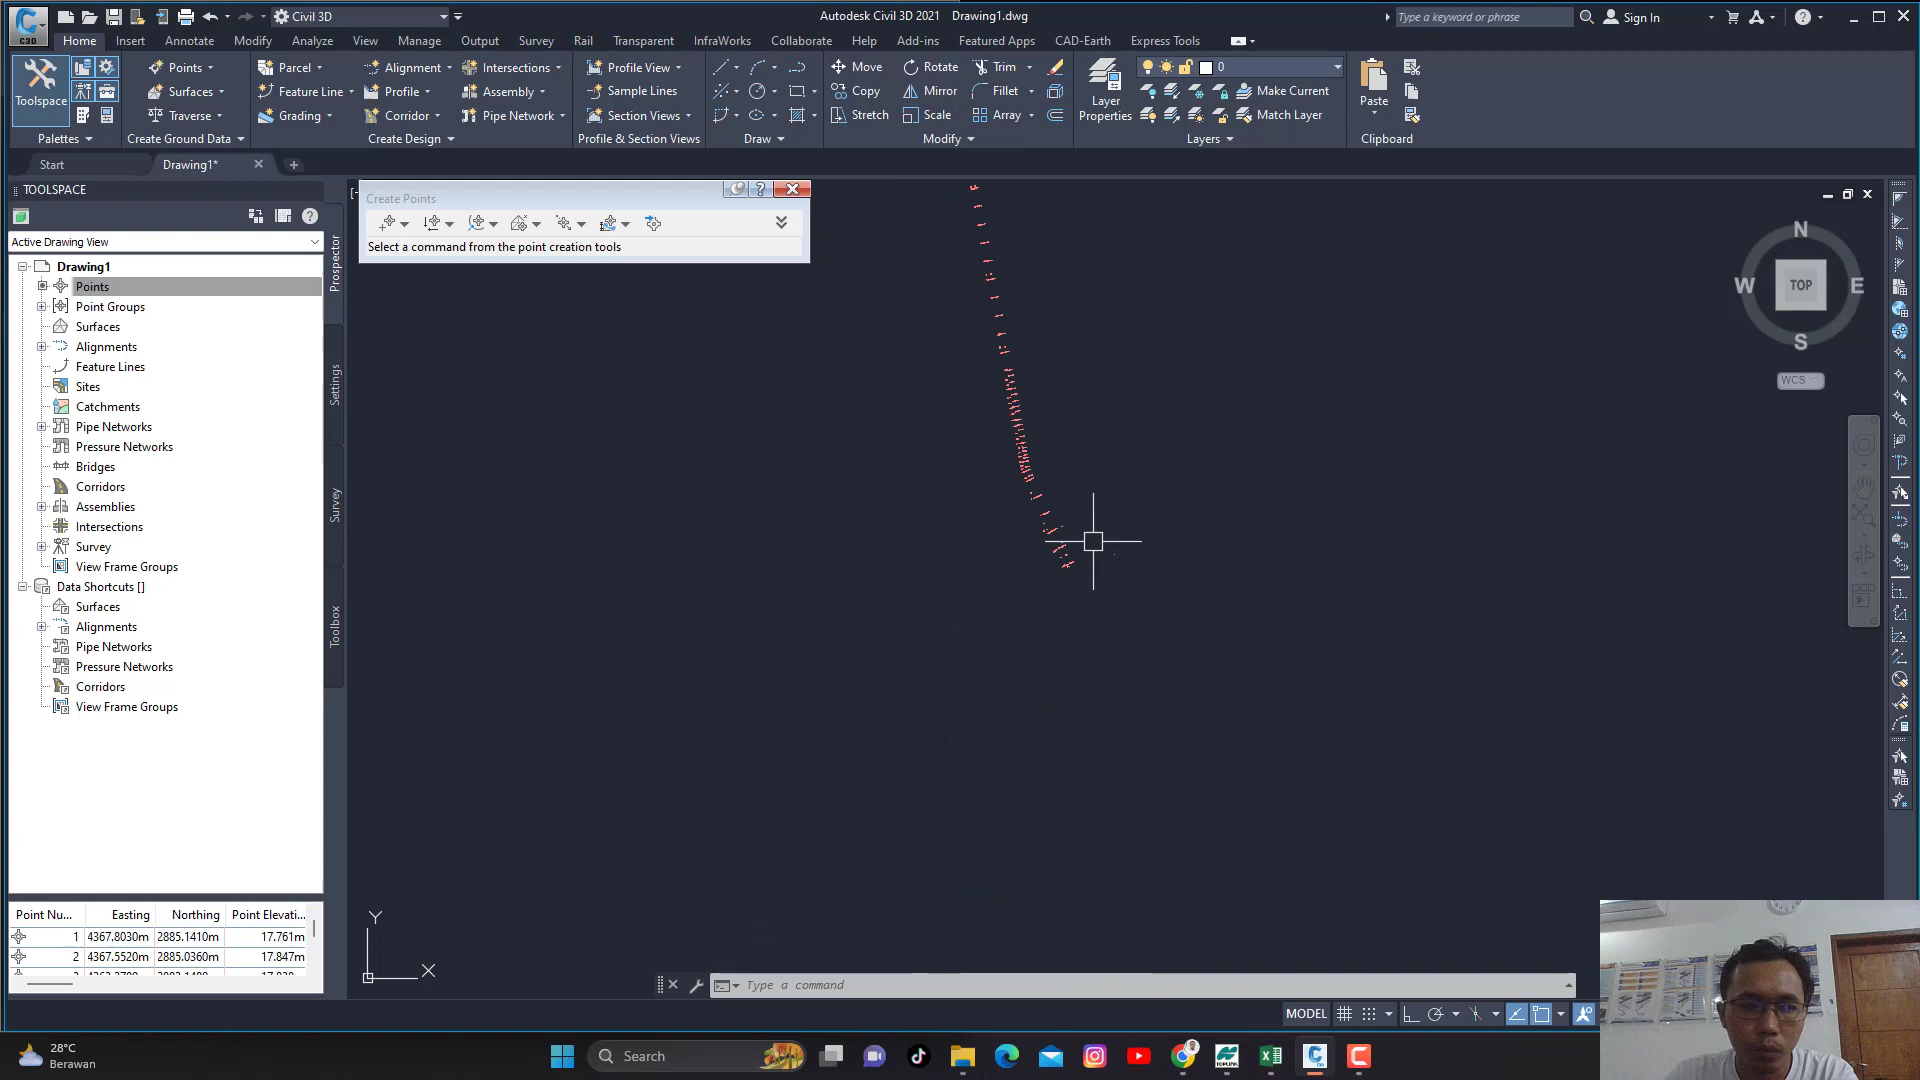 C3D
Civil 3D
Autodesk Civil 3D 2021 Drawing1.dwg
Type a keyword or phrase
Sign In
Home Insert Annotate Modify Analyze View Manage Output Survey Rail Transparent InfraWorks Collaborate Help Add-ins Featured Apps CAD-Earth Express Tools
Toolspace
Points
Surfaces
Traverse
Parcel
Feature Line
Grading
Alignment
Profile
Corridor
Intersections
Assembly
Pipe Network
Profile View
Sample Lines
Section Views
Move
Copy
Stretch
Rotate
Mirror
Scale
Trim
Fillet
Array
Layer
Properties
0
Make Current
Match Layer
Paste
Palettes
Create Ground Data
Create Design
Profile & Section Views
Draw
Modify
Layers
Clipboard
Start
Drawing1*
TOOLSPACE
Active Drawing View
Drawing1
Points
Point Groups
Surfaces
Alignments
Feature Lines
Sites
Catchments
Pipe Networks
Pressure Networks
Bridges
Corridors
Assemblies
Intersections
Survey
View Frame Groups
Data Shortcuts []
Surfaces
Alignments
Pipe Networks
Pressure Networks
Corridors
View Frame Groups
Prospector
Settings
Survey
Toolbox
Create Points
Select a command from the point creation tools
N
W
TOP
E
S
WCS
Point Nu... Easting Northing Point Elevati...
1 4367.8030m 2885.1410m 17.761m
2 4367.5520m 2885.0360m 17.847m
Y
X
Type a command
MODEL
28°C
Berawan
Search